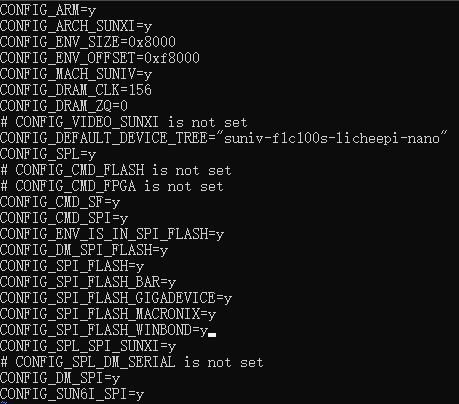 CONFIG_ARM=y
CONFIG_ARCH_SUNXI=y
CONFIG_ENV_SIZE=0x8000
CONFIG_ENV_OFFSET=0xf8000
CONFIG_MACH_SUNIV=y
CONFIG_DRAM_CLK=156
CONFIG_DRAM_ZQ=0
# CONFIG_VIDEO_SUNXI is not set
CONFIG_DEFAULT_DEVICE_TREE="suniv-f1c100s-licheepi-nano"
CONFIG_SPL=y
# CONFIG_CMD_FLASH is not set
# CONFIG_CMD_FPGA is not set
CONFIG_CMD_SF=y
CONFIG_CMD_SPI=y
CONFIG_ENV_IS_IN_SPI_FLASH=y
CONFIG_DM_SPI_FLASH=y
CONFIG_SPI_FLASH=y
CONFIG_SPI_FLASH_BAR=y
CONFIG_SPI_FLASH_GIGADEVICE=y
CONFIG_SPI_FLASH_MACRONIX=y
CONFIG_SPI_FLASH_WINBOND=y
CONFIG_SPL_SPI_SUNXI=y
# CONFIG_SPL_DM_SERIAL is not set
CONFIG_DM_SPI=y
CONFIG_SUN6I_SPI=y
~